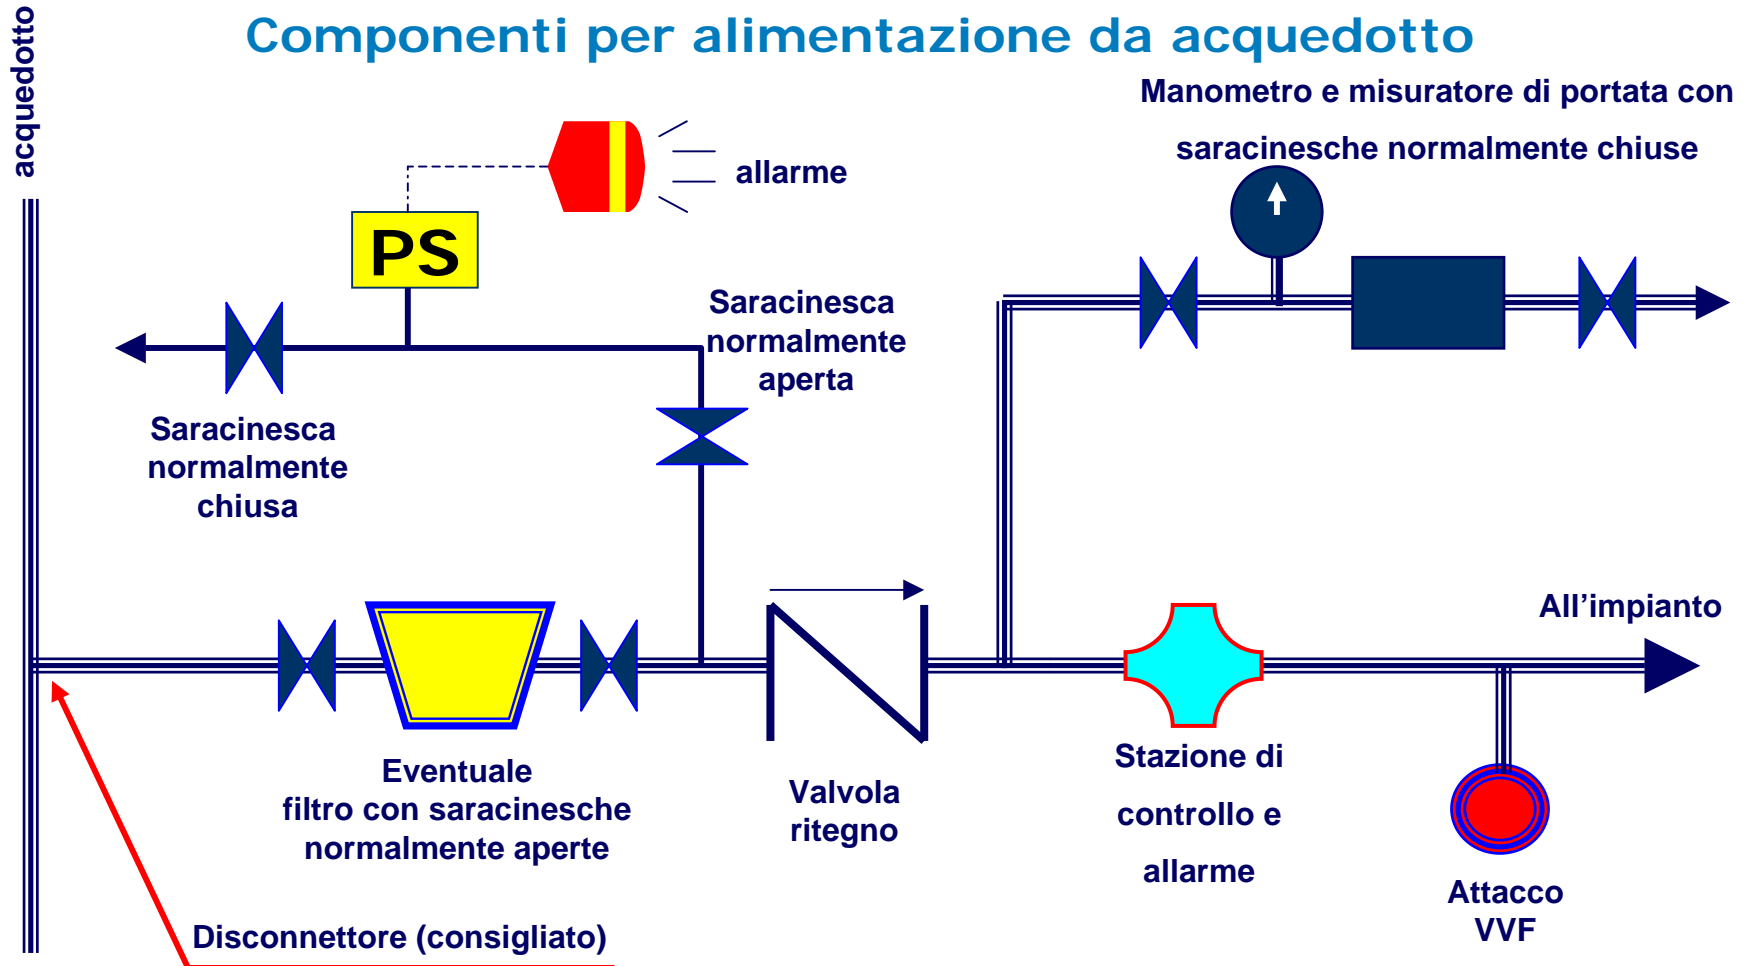 Componenti per alimentazione da acquedotto
acquedotto
Manometro e misuratore di portata con
saracinesche normalmente chiuse
allarme
PS
Saracinesca
normalmente
aperta
Saracinesca
normalmente
chiusa
All’impianto
Eventuale
filtro con saracinesche
normalmente aperte
Valvola
ritegno
Stazione di
controllo e
allarme
Attacco
VVF
Disconnettore (consigliato)